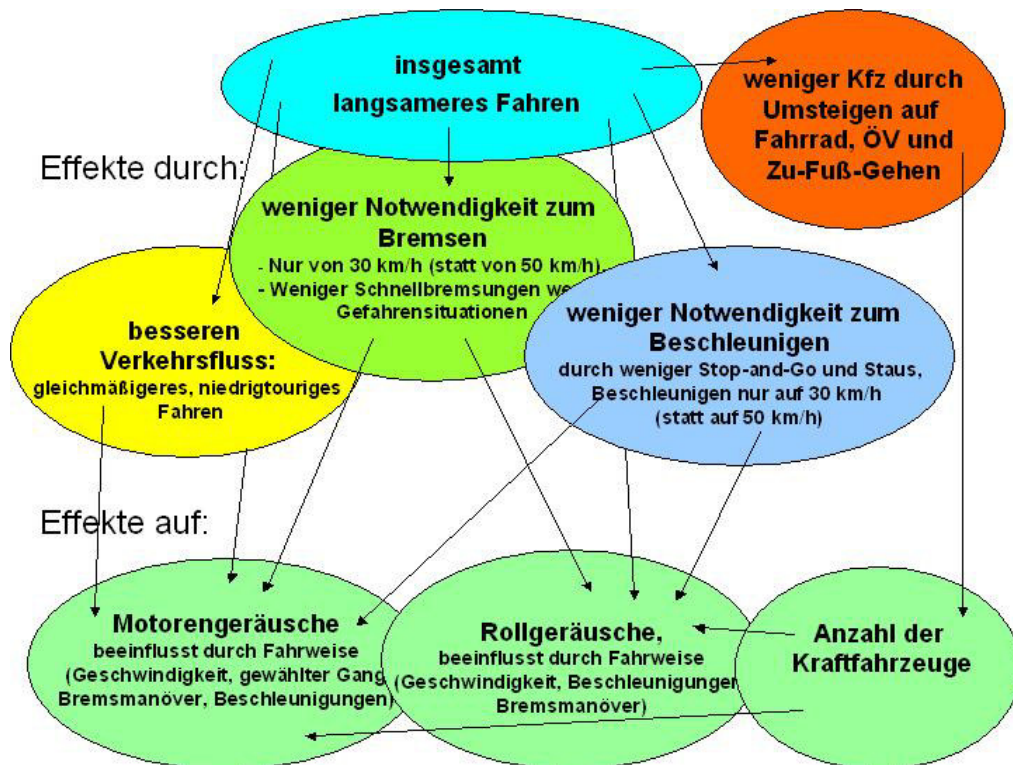 insgesamt
langsameres Fahren
weniger Kfz durch
Umsteigen auf
Fahrrad, ÖV und
Zu-Fuß-Gehen
Effekte durch:
weniger Notwendigkeit zum
Bremsen
- Nur von 30 km/h (statt von 50 km/h)
- Weniger Schnellbremsungen we
Gefahrensituationen
besseren
Verkehrsfluss:
gleichmäßigeres, niedrigtouriges
Fahren
weniger Notwendigkeit zum
Beschleunigen
durch weniger Stop-and-Go und Staus,
Beschleunigen nur auf 30 km/h
(statt auf 50 km/h)
Effekte auf:
Motorengeräusche
beeinflusst durch Fahrweise
(Geschwindigkeit, gewählter Gang
Bremsmanöver, Beschleunigungen)
Rollgeräusche,
beeinflusst durch Fahrweise
(Geschwindigkeit, Beschleunigunger
Bremsmanöver)
Anzahl der
Kraftfahrzeuge